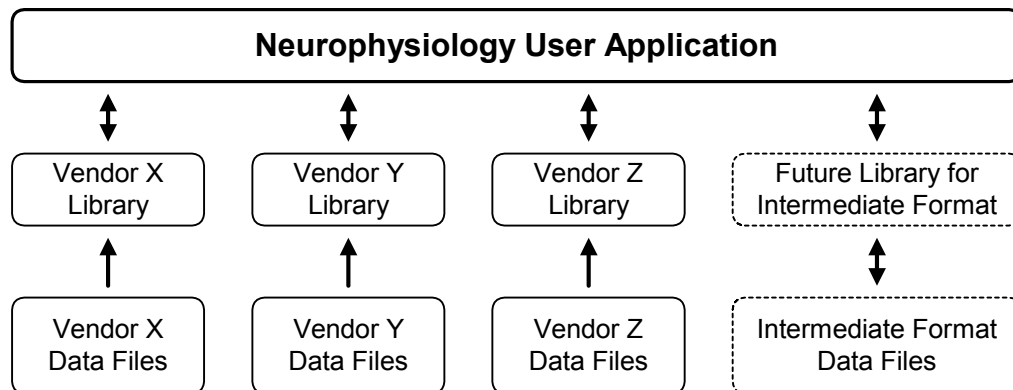 Neurophysiology User Application
Vendor X
Library
Vendor Y
Library
Vendor Z
Library
Future Library for
Intermediate Format
Vendor X
Data Files
Vendor Y
Data Files
Vendor Z
Data Files
Intermediate Format
Data Files